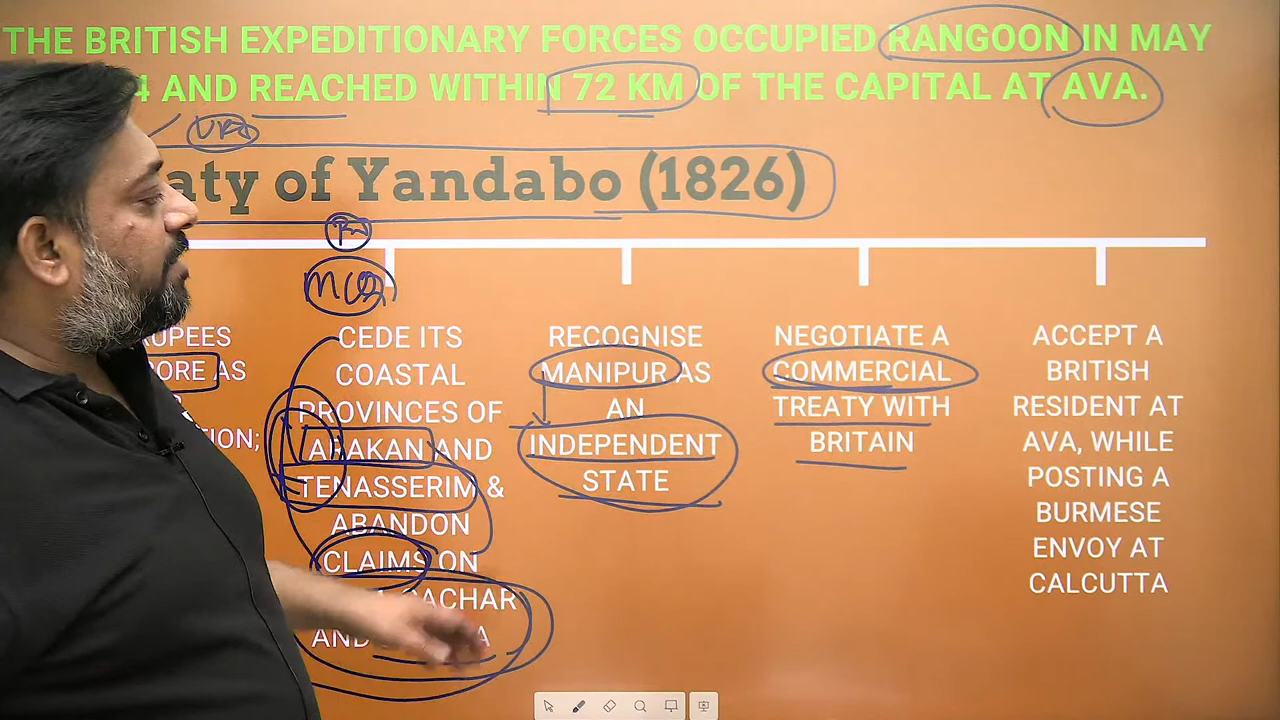 THE BRITISH EXPEDITIONARY FORCES OCCUPIED RANGOON IN MAY
4 AND REACHED WITHIN 72 KM OF THE CAPITAL AT AVA.
aty of Yandabo (1826)
MCQ
UPEES
ORE AS
CEDE ITS
COASTAL
PROVINCES OF
ARAKAN AND
TENASSERIM &
ABANDON
CLAIMS ON
CACHAR
AND
RECOGNISE
MANIPUR AS
AN
INDEPENDENT
STATE
NEGOTIATE A
COMMERCIAL
TREATY WITH
BRITAIN
ACCEPT A
BRITISH
RESIDENT AT
AVA, WHILE
POSTING A
BURMESE
ENVOY AT
CALCUTTA